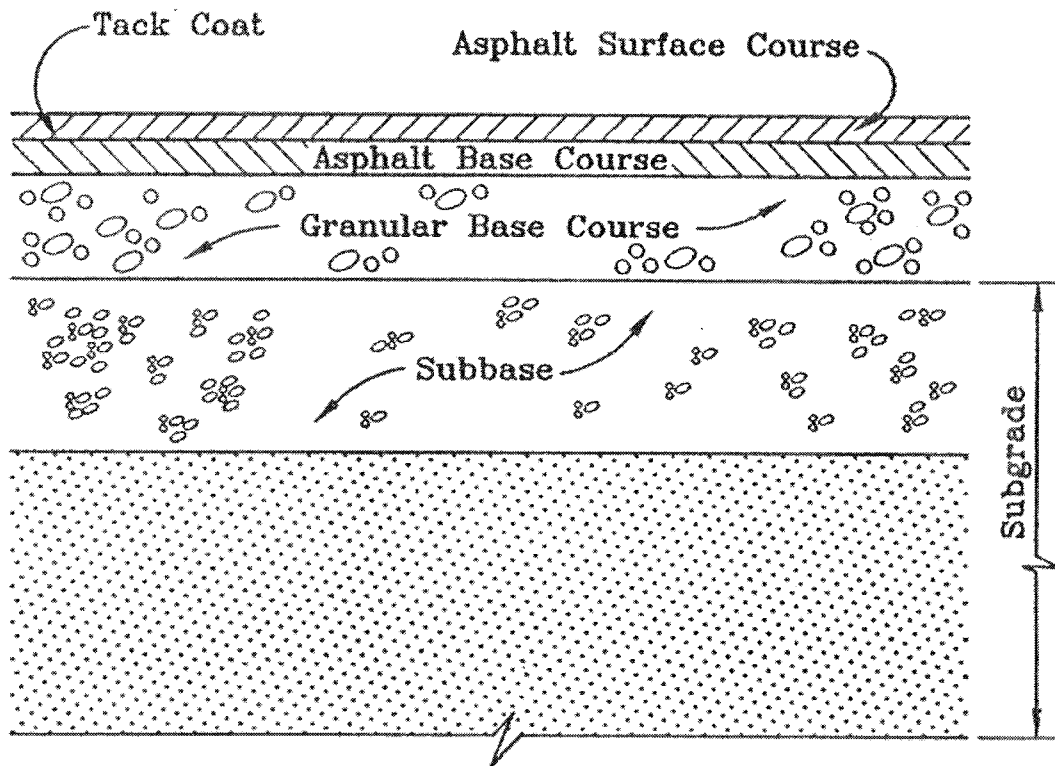 Tack Coat
Asphalt Surface Course
Asphalt Base Course
Granular Base Course
Subbase
Subgrade